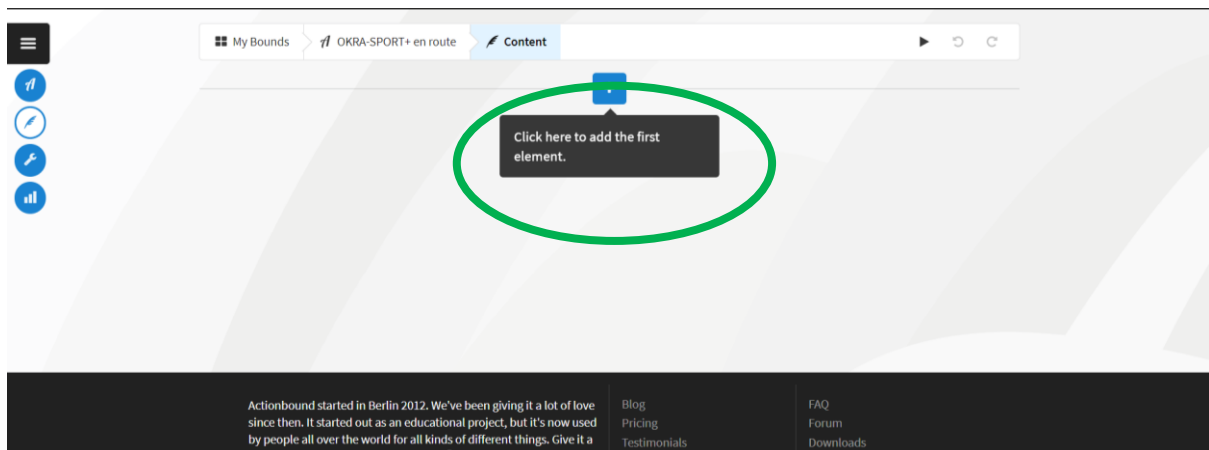 My Bounds OKRA-SPORT+ en route Content
Click here to add the first
element.
Actionbound started in Berlin 2012. We've been giving it a lot of love
since then. It started out as an educational project, but it's now used
by people all over the world for all kinds of different things. Give it a
Blog
Pricing
Testimonials
FAQ
Forum
Downloads